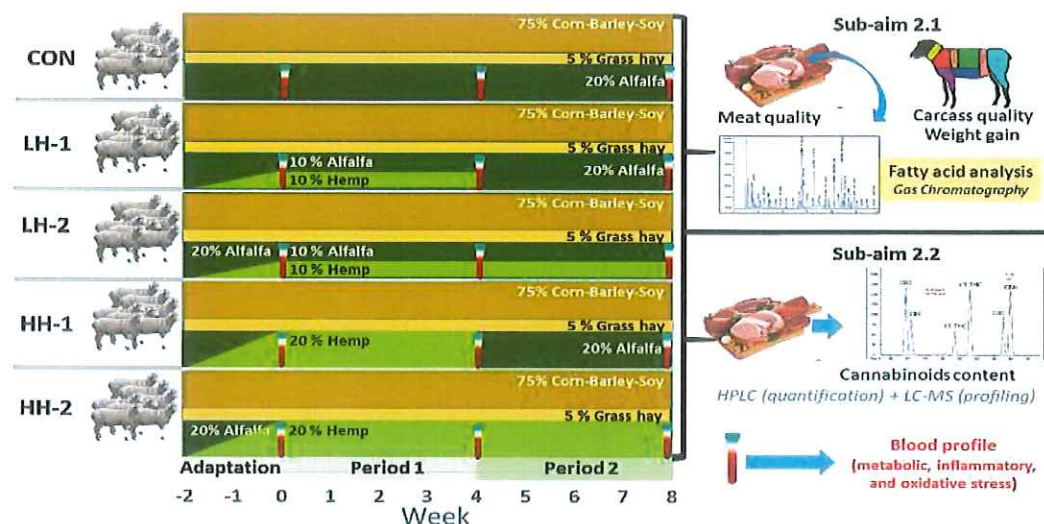 CON
75% Corn-Barley-Soy
5 % Grass hay
20% Alfalfa
LH-1
75% Corn-Barley-Soy
5 % Grass hay
10 % Alfalfa
10 % Hemp
20% Alfalfa
LH-2
75% Corn-Barley-Soy
5 % Grass hay
20% Alfalfa
10 % Alfalfa
10 % Hemp
HH-1
75% Corn-Barley-Soy
5 % Grass hay
20 % Hemp
20% Alfalfa
HH-2
75% Corn-Barley-Soy
5 % Grass hay
20% Alfalfa
20 % Hemp
Adaptation
Period 1
Period 2
-2 -1 0 1 2 3 4 5 6 7 8
Week
Sub-aim 2.1
Meat quality
Carcass quality
Weight gain
Fatty acid analysis
Gas Chromatography
Sub-aim 2.2
Cannabinoids content
HPLC (quantification) + LC-MS (profiling)
Blood profile
(metabolic, inflammatory,
and oxidative stress)